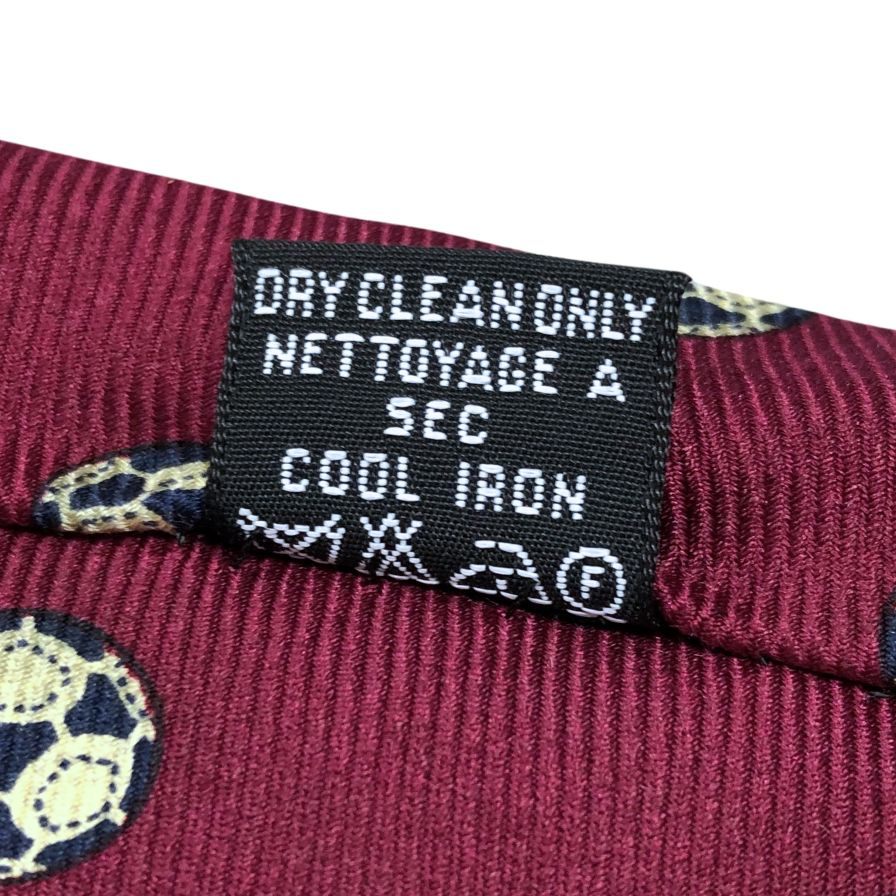 DRY CLEAN ONLY
NETTOYAGE A
SEC
COOL IRON
F